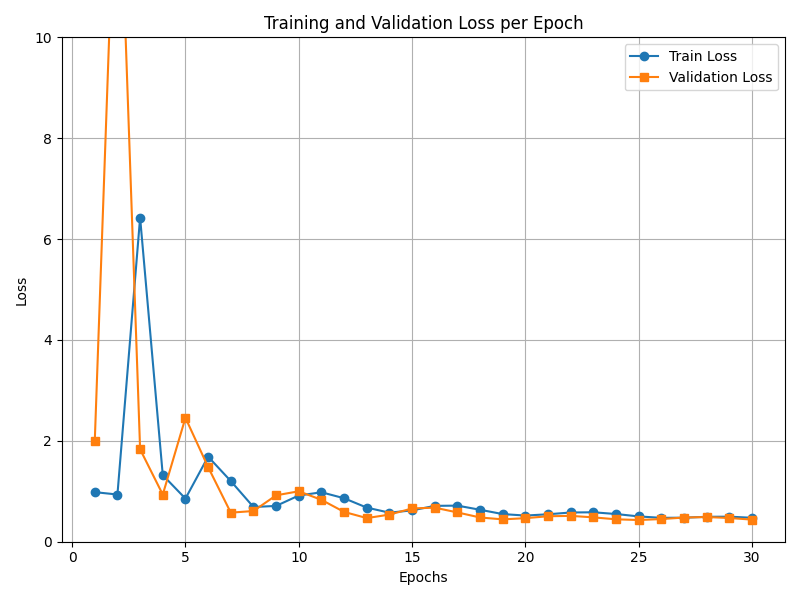 Training and Validation Loss per Epoch
Train Loss
Validation Loss
Loss
10
8
6
4
2
0
0 5 10 15 20 25 30
Epochs